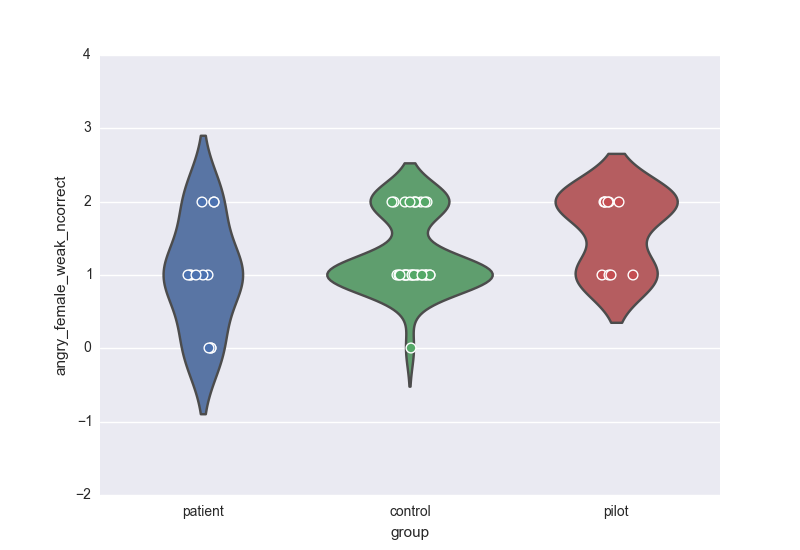 4
3
2
1
0
−1
−2
angry_female_weak_ncorrect
patient control pilot
group